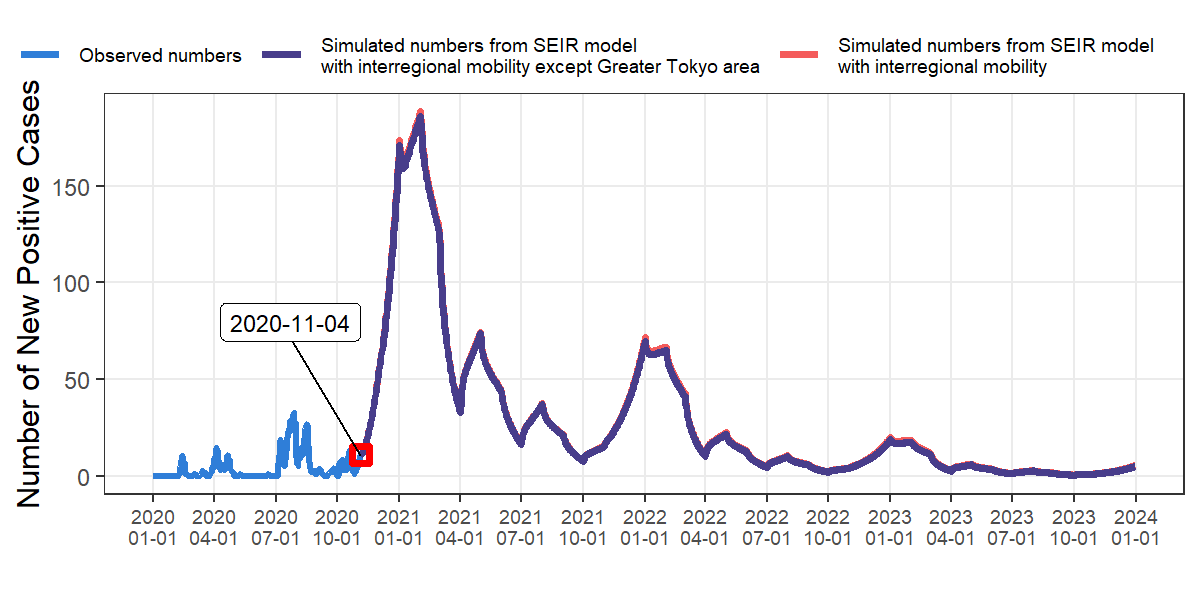 Observed numbers
Simulated numbers from SEIR model
with interregional mobility except Greater Tokyo area
Simulated numbers from SEIR model
with interregional mobility
Number of New Positive Cases
150
100
50
0
2020-11-04
2020 2020 2020 2020 2021 2021 2021 2021 2022 2022 2022 2022 2023 2023 2023 2023 2024
01-01 04-01 07-01 10-01 01-01 04-01 07-01 10-01 01-01 04-01 07-01 10-01 01-01 04-01 07-01 10-01 01-01